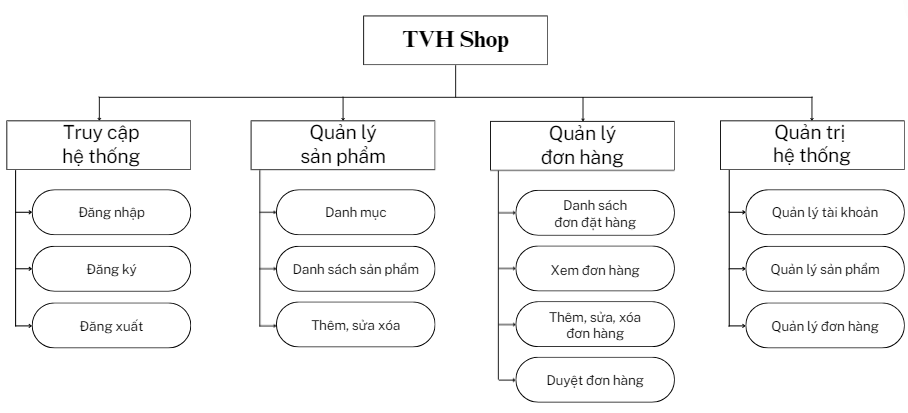 TVH Shop
Truy cập
hệ thống
Đăng nhập
Đăng ký
Đăng xuất
Quản lý
sản phẩm
Danh mục
Danh sách sản phẩm
Thêm, sửa xóa
Quản lý
đơn hàng
Danh sách
đơn đặt hàng
Xem đơn hàng
Thêm, sửa, xóa
đơn hàng
Duyệt đơn hàng
Quản trị
hệ thống
Quản lý tài khoản
Quản lý sản phẩm
Quản lý đơn hàng